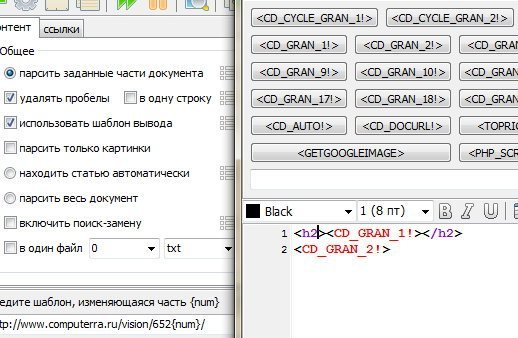 нтент ссылки
Общее
парсить заданные части документа
удалять пробелы в одну строку
использовать шаблон вывода
парсить только картинки
находить статью автоматически
парсить весь документ
включить поиск-замену
в один файл 0 txt
едите шаблон, изменяющаяся часть {num}
tp://www.computerra.ru/vision/652{num}/
<CD_CYCLE_GRAN_1!> <CD_CYCLE_GRAN_2!>
<CD_GRAN_1!> <CD_GRAN_2!> <CD_GRAN
<CD_GRAN_9!> <CD_GRAN_10!> <CD_GRAN
<CD_GRAN_17!> <CD_GRAN_18!> <CD_GRAN
<CD_AUTO!> <CD_DOCURL!> <TOPRIC
<GETGOOGLEIMAGE> <PHP_SCR
Black 1 (8 пт) B I U
1 <h2><CD_GRAN_1!></h2>
2 <CD_GRAN_2!>